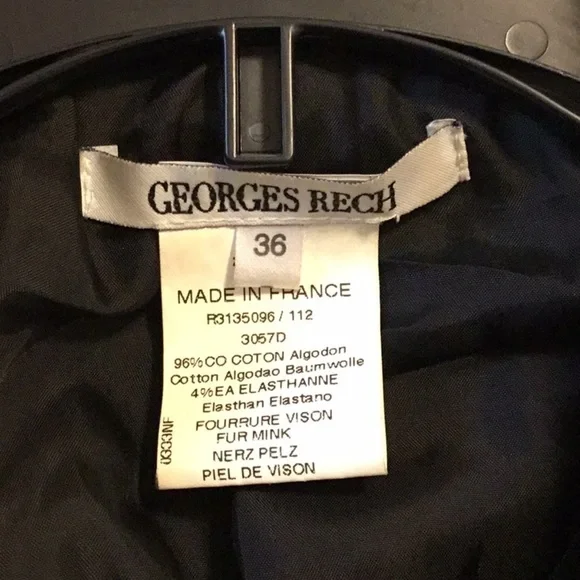 GEORGES RECH
36
MADE IN FRANCE
R3135096 / 112
3057D
96% CO COTON Algodon
Cotton Algodao Baumwolle
4% EA ELASTHANNE
Elasthan Elastano
FOURRURE VISON
FUR MINK
NERZ PELZ
PIEL DE VISON
0333NF